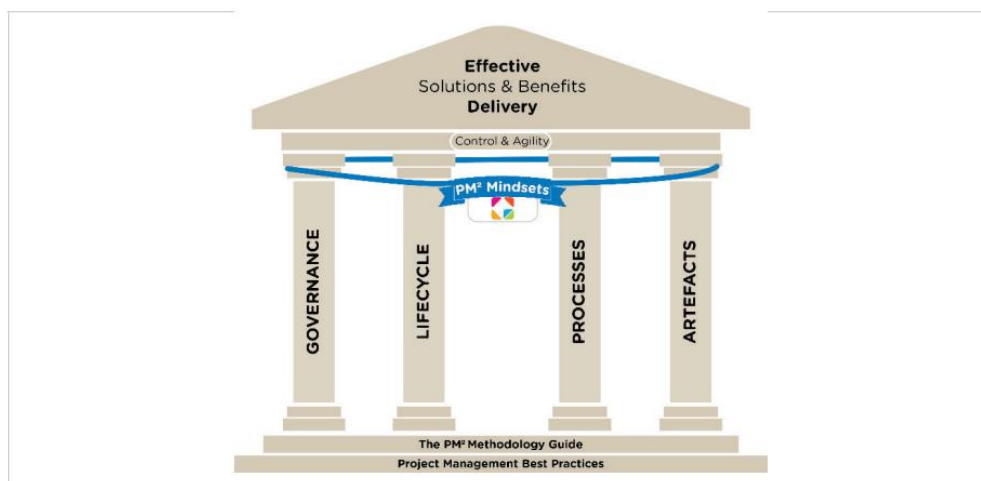 Effective
Solutions & Benefits
Delivery
Control & Agility
PM² Mindsets
GOVERNANCE
LIFECYCLE
PROCESSES
ARTEFACTS
The PM² Methodology Guide
Project Management Best Practices